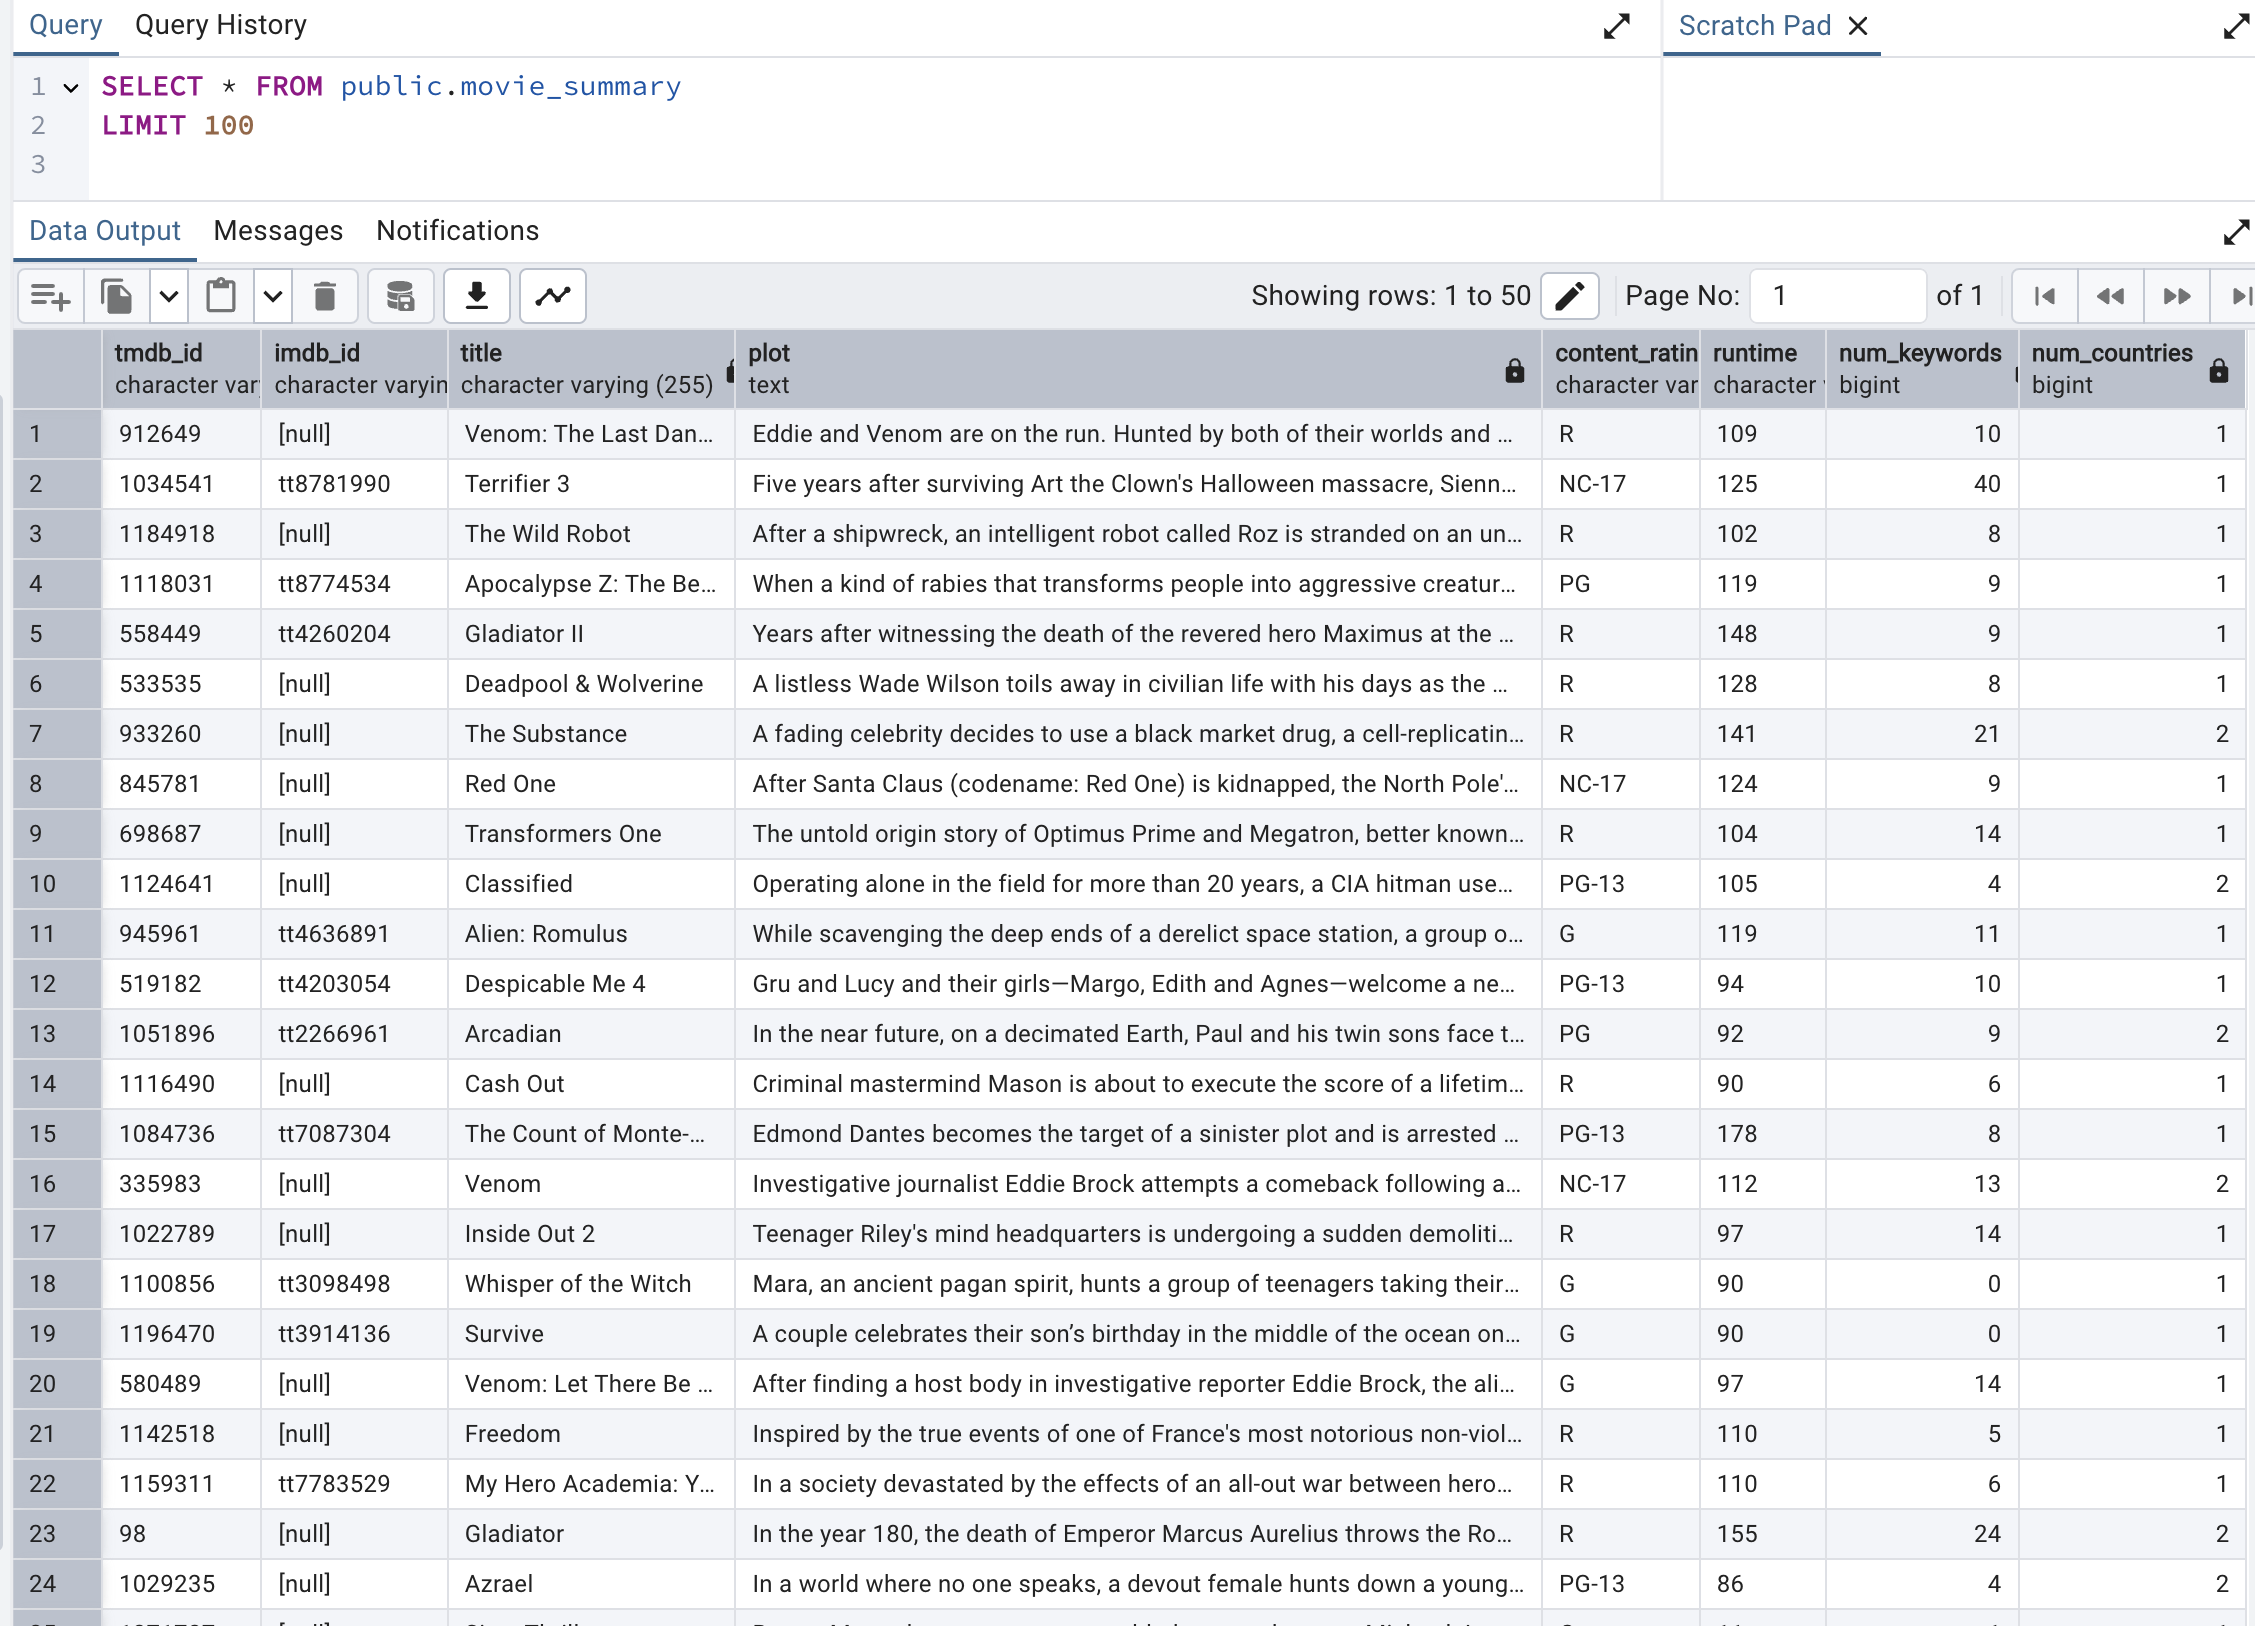 Query Query History Scratch Pad
1 SELECT * FROM public.movie_summary
2 LIMIT 100
3
Data Output Messages Notifications
Showing rows: 1 to 50 Page No: 1 of 1
tmdb_id imdb_id title plot content_ratin runtime num_keywords num_countries
character var character varyin character varying (255) text character var character bigint bigint
1 912649 [null] Venom: The Last Dan... Eddie and Venom are on the run. Hunted by both of their worlds and ... R 109 10 1
2 1034541 tt8781990 Terrifier 3 Five years after surviving Art the Clown's Halloween massacre, Sienn... NC-17 125 40 1
3 1184918 [null] The Wild Robot After a shipwreck, an intelligent robot called Roz is stranded on an un... R 102 8 1
4 1118031 tt8774534 Apocalypse Z: The Be... When a kind of rabies that transforms people into aggressive creatur... PG 119 9 1
5 558449 tt4260204 Gladiator II Years after witnessing the death of the revered hero Maximus at the ... R 148 9 1
6 533535 [null] Deadpool & Wolverine A listless Wade Wilson toils away in civilian life with his days as the ... R 128 8 1
7 933260 [null] The Substance A fading celebrity decides to use a black market drug, a cell-replicatin... R 141 21 2
8 845781 [null] Red One After Santa Claus (codename: Red One) is kidnapped, the North Pole'... NC-17 124 9 1
9 698687 [null] Transformers One The untold origin story of Optimus Prime and Megatron, better known... R 104 14 1
10 1124641 [null] Classified Operating alone in the field for more than 20 years, a CIA hitman use... PG-13 105 4 2
11 945961 tt4636891 Alien: Romulus While scavenging the deep ends of a derelict space station, a group o... G 119 11 1
12 519182 tt4203054 Despicable Me 4 Gru and Lucy and their girls—Margo, Edith and Agnes—welcome a ne... PG-13 94 10 1
13 1051896 tt2266961 Arcadian In the near future, on a decimated Earth, Paul and his twin sons face t... PG 92 9 2
14 1116490 [null] Cash Out Criminal mastermind Mason is about to execute the score of a lifetim... R 90 6 1
15 1084736 tt7087304 The Count of Monte-... Edmond Dantes becomes the target of a sinister plot and is arrested ... PG-13 178 8 1
16 335983 [null] Venom Investigative journalist Eddie Brock attempts a comeback following a... NC-17 112 13 2
17 1022789 [null] Inside Out 2 Teenager Riley's mind headquarters is undergoing a sudden demoliti... R 97 14 1
18 1100856 tt3098498 Whisper of the Witch Mara, an ancient pagan spirit, hunts a group of teenagers taking their... G 90 0 1
19 1196470 tt3914136 Survive A couple celebrates their son’s birthday in the middle of the ocean on... G 90 0 1
20 580489 [null] Venom: Let There Be ... After finding a host body in investigative reporter Eddie Brock, the ali... G 97 14 1
21 1142518 [null] Freedom Inspired by the true events of one of France's most notorious non-viol... R 110 5 1
22 1159311 tt7783529 My Hero Academia: Y... In a society devastated by the effects of an all-out war between hero... R 110 6 1
23 98 [null] Gladiator In the year 180, the death of Emperor Marcus Aurelius throws the Ro... R 155 24 2
24 1029235 [null] Azrael In a world where no one speaks, a devout female hunts down a young... PG-13 86 4 2